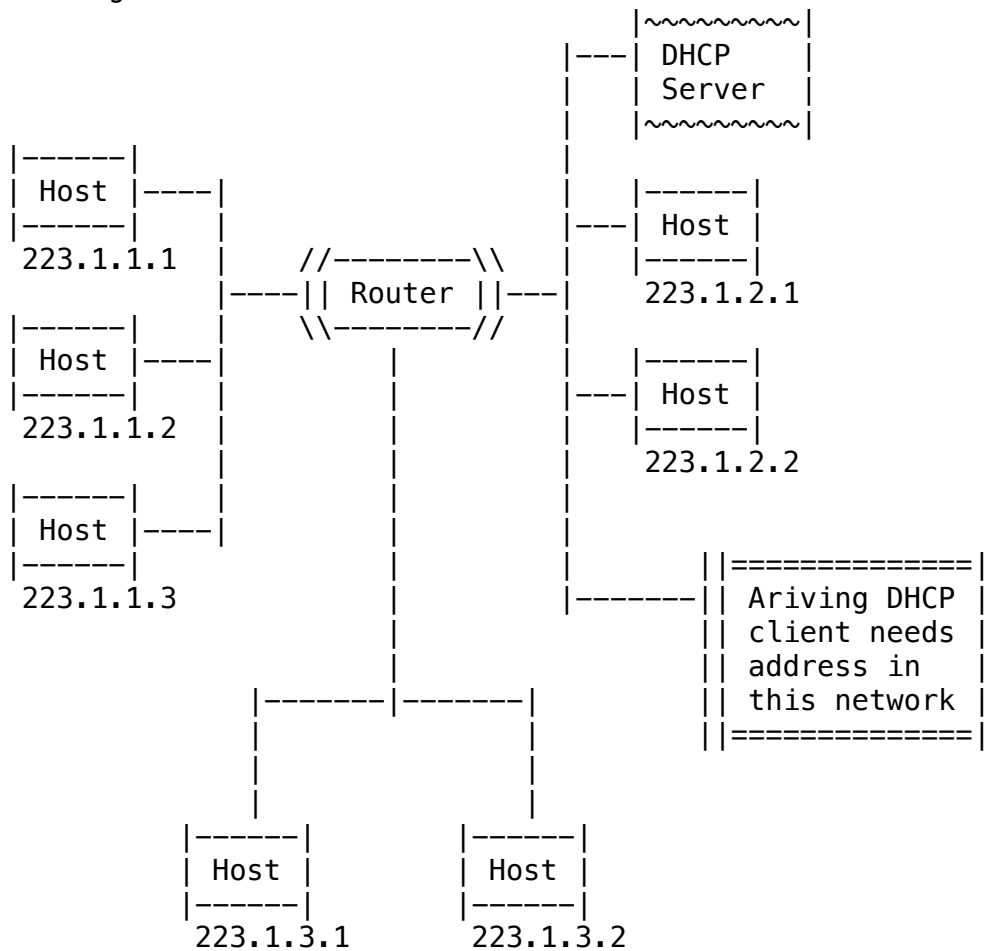 DHCP
Server
Host
223.1.1.1
Host
223.1.2.1
Router
Host
223.1.1.2
Host
223.1.2.2
Host
223.1.1.3
Ariving DHCP
client needs
address in
this network
Host
223.1.3.1
Host
223.1.3.2